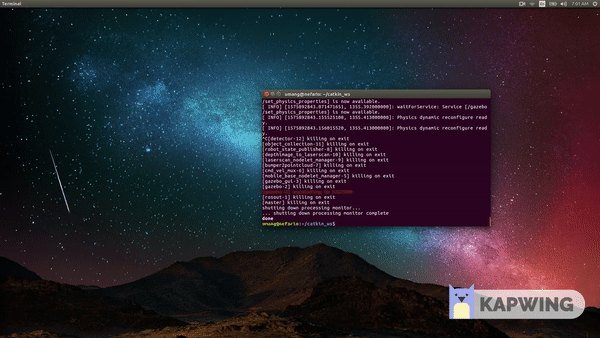 Terminal
En
7:01 AM
umang@nefario: ~/catkin_ws
/set_physics_properties] is now available.
[ INFO] [1575892843.071471651, 1355.392000000]: waitForService: Service [/gazebo
/set_physics_properties] is now available.
[ INFO] [1575892843.155525108, 1355.413000000]: Physics dynamic reconfigure read
y.
[ INFO] [1575892843.156015520, 1355.413000000]: Physics dynamic reconfigure read
y.
^C[detector-12] killing on exit
[object_collection-11] killing on exit
[robot_state_publisher-8] killing on exit
[depthimage_to_laserscan-10] killing on exit
[laserscan_nodelet_manager-9] killing on exit
[bumper2pointcloud-7] killing on exit
[cmd_vel_mux-6] killing on exit
[mobile_base_nodelet_manager-5] killing on exit
[gazebo_gui-3] killing on exit
[gazebo-2] killing on exit
[rosout-1] killing on exit
[master] killing on exit
shutting down processing monitor...
... shutting down processing monitor complete
done
umang@nefario:~/catkin_ws$
KAPWING